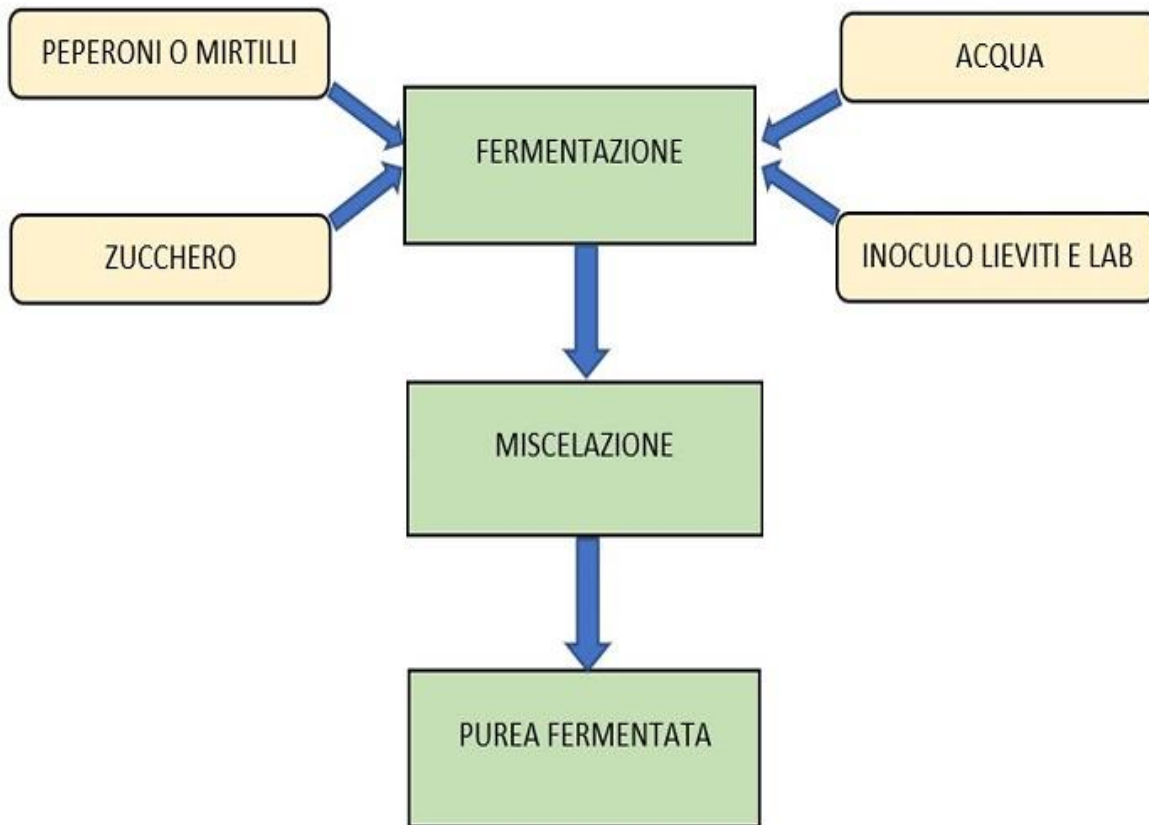 PEPERONI O MIRTILLI
ACQUA
FERMENTAZIONE
ZUCCHERO
INOCULO LIEVITI E LAB
MISCELAZIONE
PUREA FERMENTATA